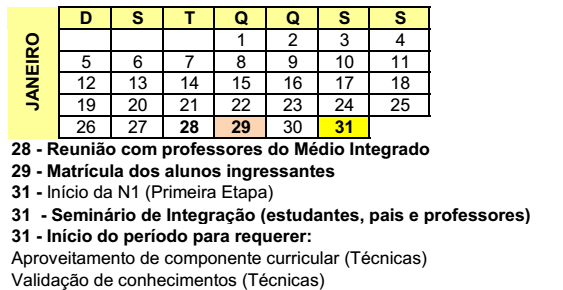 JANEIRO
D S T Q Q S S
1 2 3 4
5 6 7 8 9 10 11
12 13 14 15 16 17 18
19 20 21 22 23 24 25
26 27 28 29 30 31
28 - Reunião com professores do Médio Integrado
29 - Matrícula dos alunos ingressantes
31 - Início da N1 (Primeira Etapa)
31 - Seminário de Integração (estudantes, pais e professores)
31 - Início do período para requerer:
Aproveitamento de componente curricular (Técnicas)
Validação de conhecimentos (Técnicas)